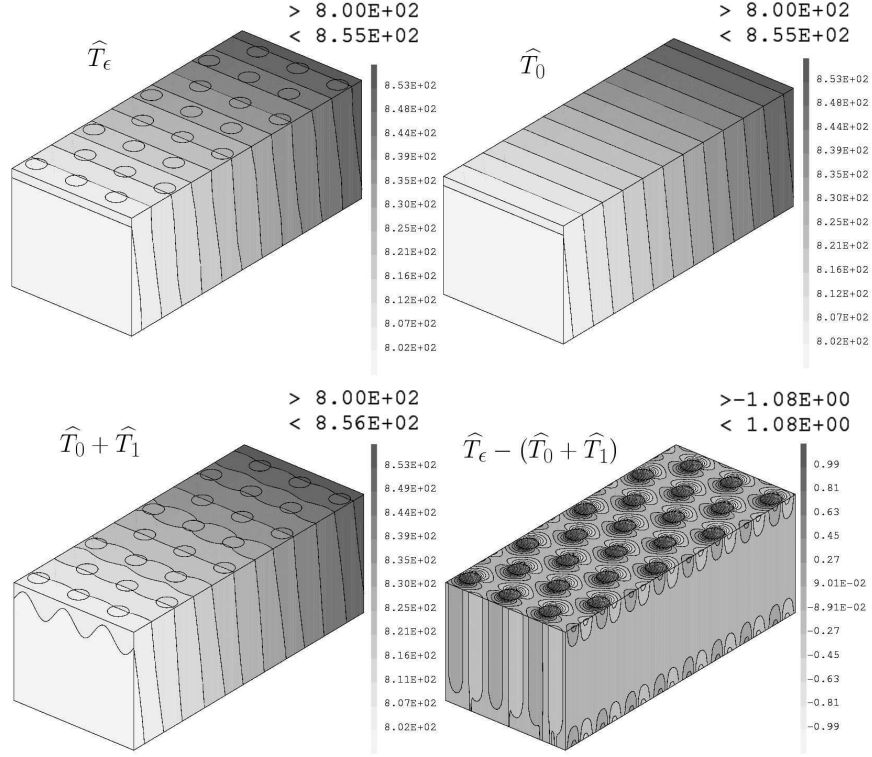 > 8.00E+02
< 8.55E+02
T̂ϵ
8.53E+02
8.48E+02
8.44E+02
8.39E+02
8.35E+02
8.30E+02
8.25E+02
8.21E+02
8.16E+02
8.12E+02
8.07E+02
8.02E+02
> 8.00E+02
< 8.55E+02
T̂0
8.53E+02
8.48E+02
8.44E+02
8.39E+02
8.35E+02
8.30E+02
8.25E+02
8.21E+02
8.16E+02
8.12E+02
8.07E+02
8.02E+02
> 8.00E+02
< 8.56E+02
T̂0 + T̂1
8.53E+02
8.49E+02
8.44E+02
8.39E+02
8.35E+02
8.30E+02
8.25E+02
8.21E+02
8.16E+02
8.12E+02
8.07E+02
8.02E+02
>-1.08E+00
< 1.08E+00
T̂ϵ − (T̂0 + T̂1)
0.99
0.81
0.63
0.45
0.27
9.01E-02
-8.91E-02
-0.27
-0.45
-0.63
-0.81
-0.99